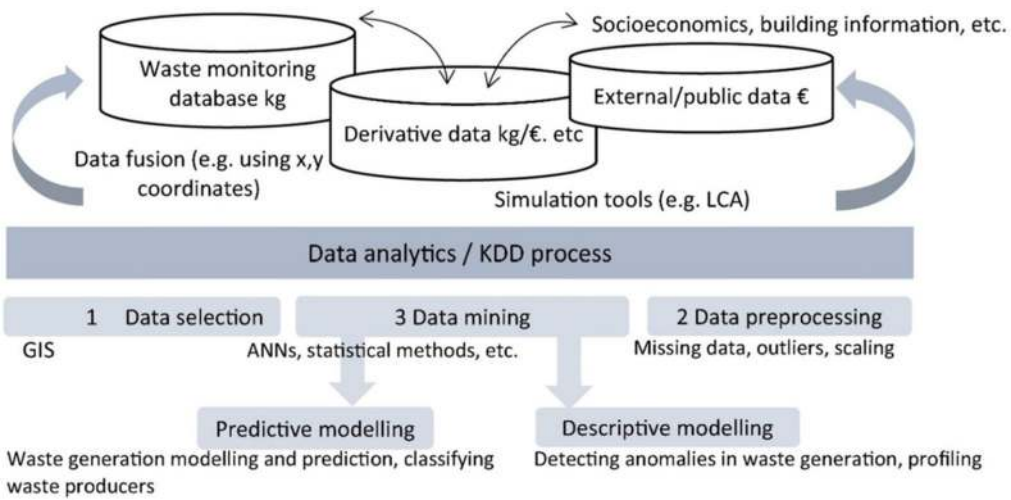 Socioeconomics, building information, etc.
Waste monitoring
database kg
Derivative data kg/€. etc
External/public data €
Data fusion (e.g. using x,y
coordinates)
Simulation tools (e.g. LCA)
Data analytics / KDD process
1 Data selection
3 Data mining
2 Data preprocessing
GIS
ANNs, statistical methods, etc.
Missing data, outliers, scaling
Predictive modelling
Descriptive modelling
Waste generation modelling and prediction, classifying
waste producers
Detecting anomalies in waste generation, profiling